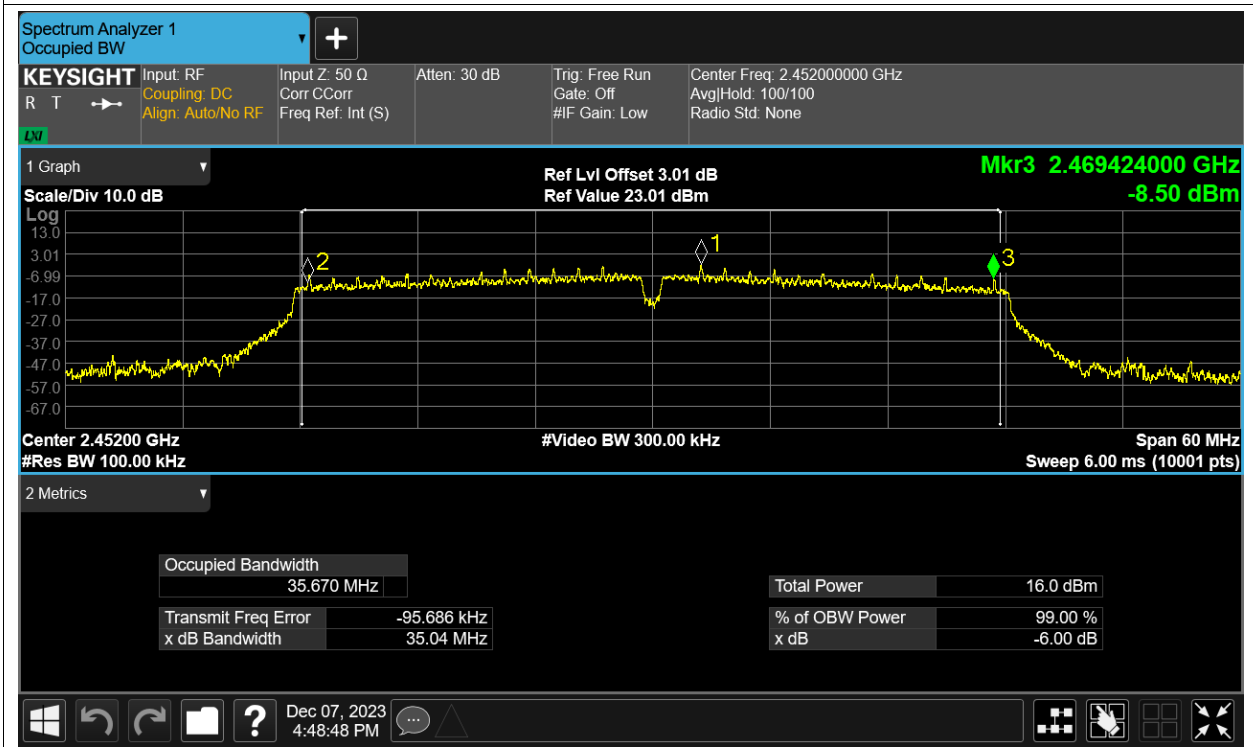 Spectrum Analyzer 1
Occupied BW
KEYSIGHT
R T
LXI
Input: RF
Coupling: DC
Align: Auto/No RF
Input Z: 50 Ω
Corr CCorr
Freq Ref: Int (S)
Atten: 30 dB
Trig: Free Run
Gate: Off
#IF Gain: Low
Center Freq: 2.452000000 GHz
Avg|Hold: 100/100
Radio Std: None
1 Graph
Scale/Div 10.0 dB
Ref Lvl Offset 3.01 dB
Ref Value 23.01 dBm
Mkr3 2.469424000 GHz
-8.50 dBm
Log
13.0
3.01
-6.99
-17.0
-27.0
-37.0
-47.0
-57.0
-67.0
2
1
3
Center 2.45200 GHz
#Video BW 300.00 kHz
Span 60 MHz
#Res BW 100.00 kHz
Sweep 6.00 ms (10001 pts)
2 Metrics
Occupied Bandwidth
35.670 MHz
Transmit Freq Error -95.686 kHz
x dB Bandwidth 35.04 MHz
Total Power 16.0 dBm
% of OBW Power 99.00 %
x dB -6.00 dB
?
Dec 07, 2023
4:48:48 PM